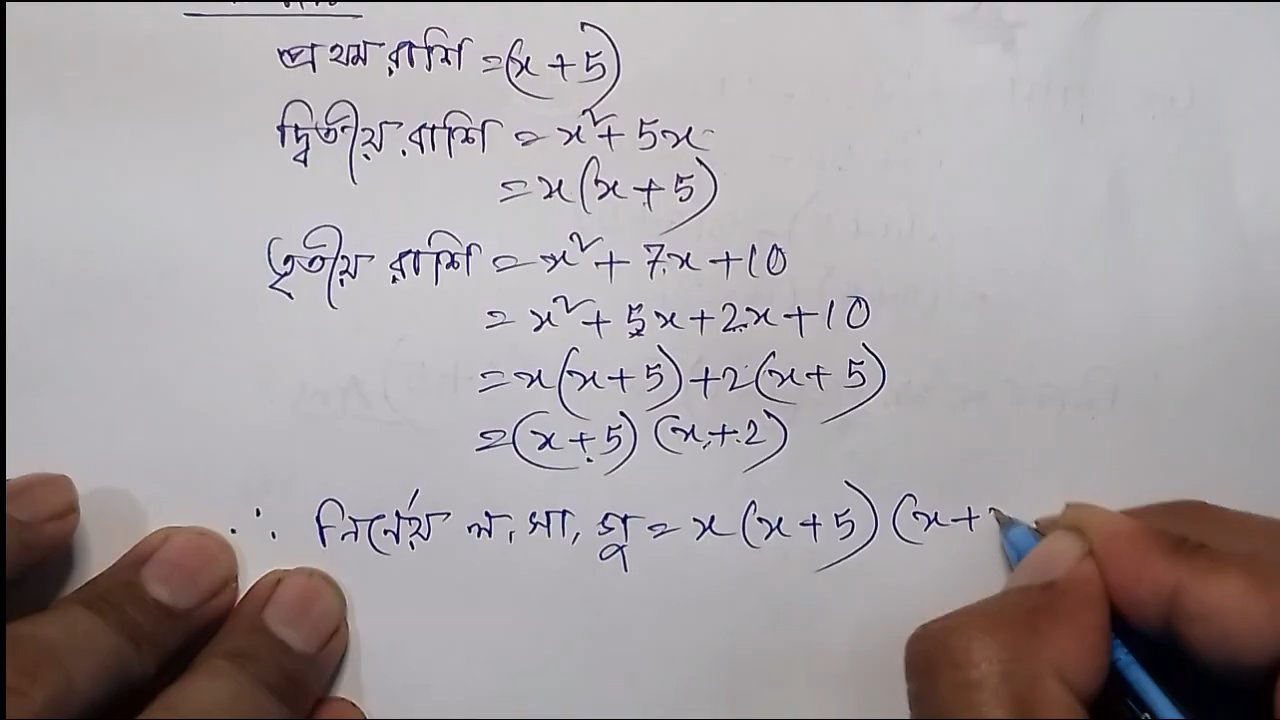 প্রথম রাশি = (x + 5)
দ্বিতীয় রাশি = x² + 5x
= x(x + 5)
তৃতীয় রাশি = x² + 7x + 10
= x² + 5x + 2x + 10
= x(x + 5) + 2(x + 5)
= (x + 5) (x + 2)
∴ নির্ণেয় ল, সা, গু = x(x + 5) (x +